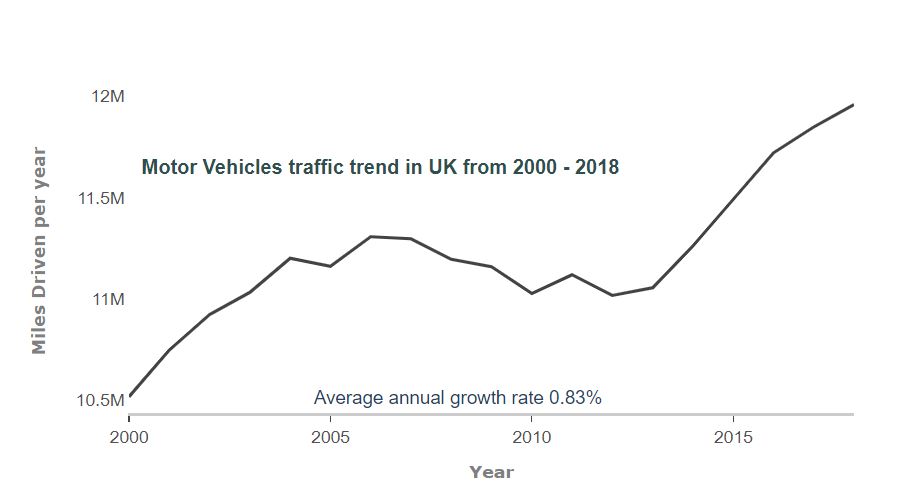 12M
Motor Vehicles traffic trend in UK from 2000 - 2018
11.5M
Miles Driven per year
11M
10.5M
Average annual growth rate 0.83%
2000 2005 2010 2015
Year